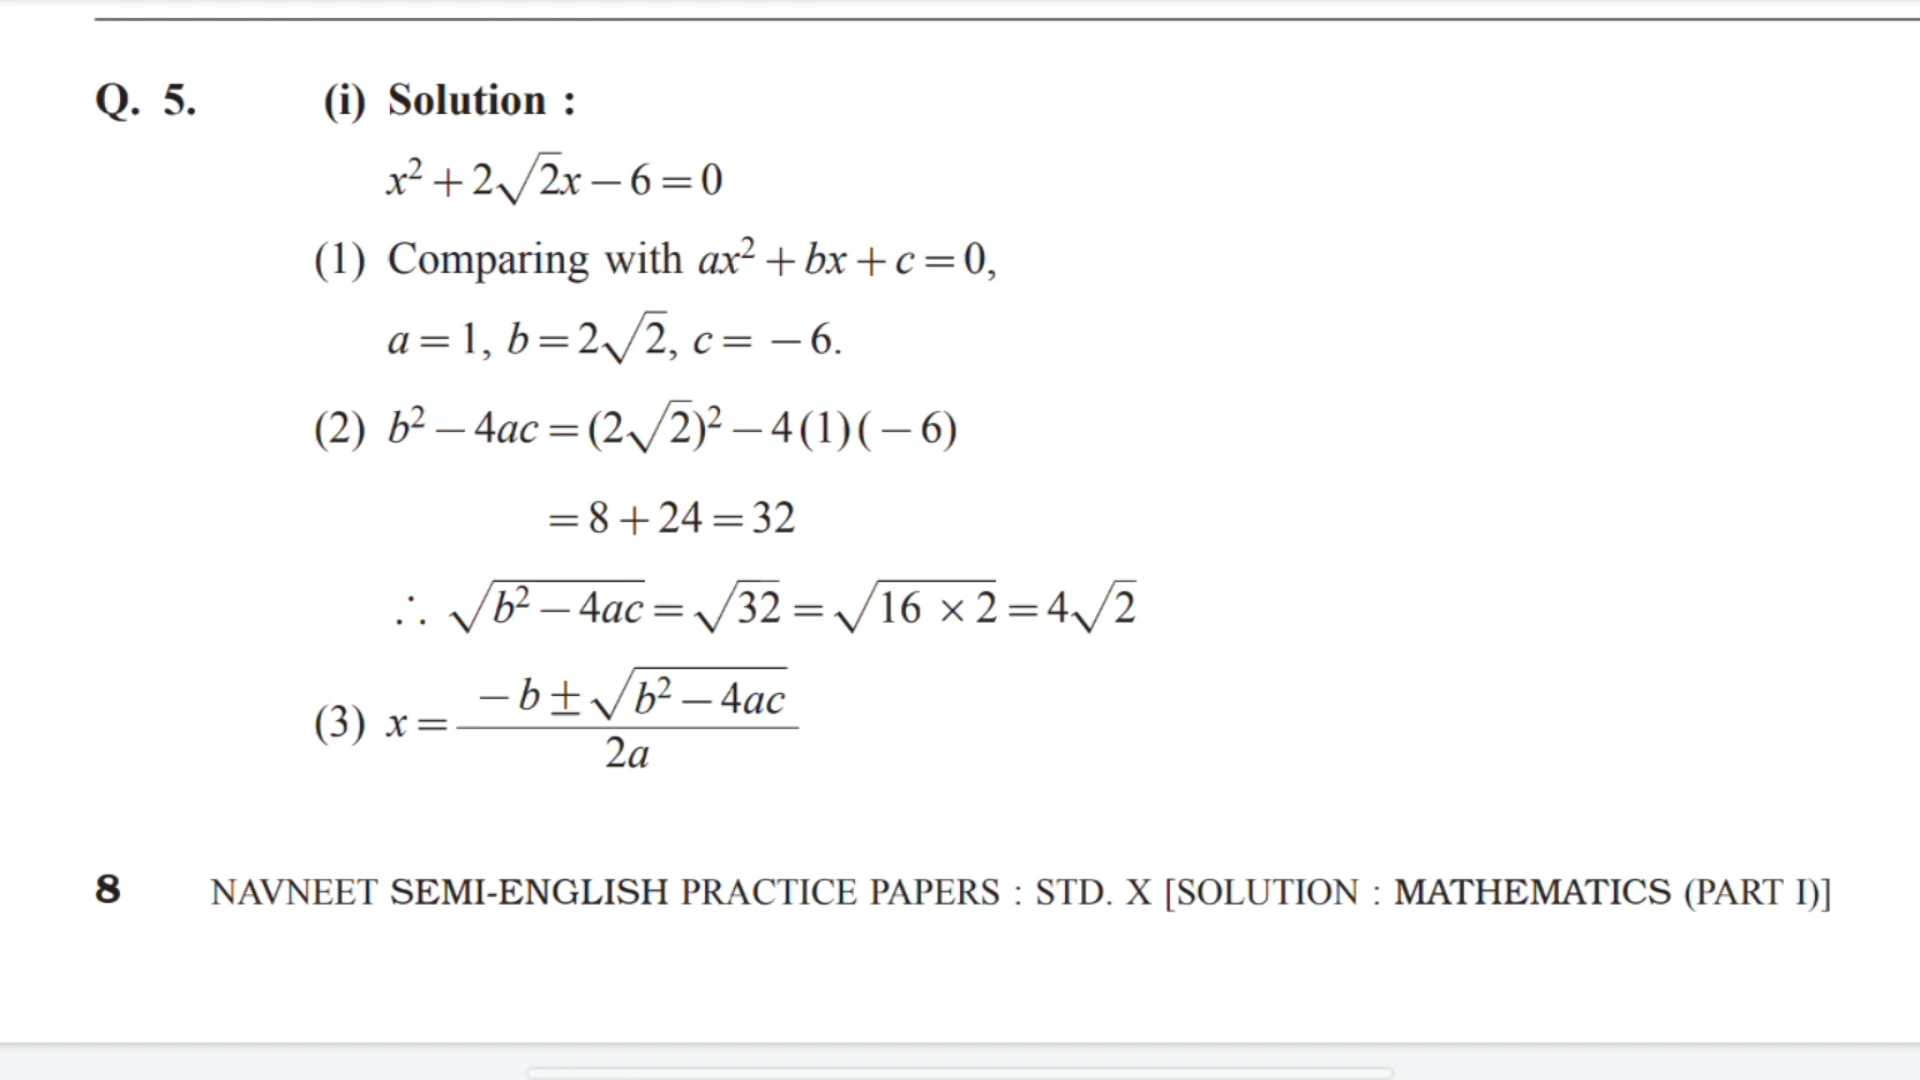 Q. 5. (i) Solution :
x² + 2√2x – 6 = 0
(1) Comparing with ax² + bx + c = 0,
a = 1, b = 2√2, c = – 6.
(2) b² – 4ac = (2√2)² – 4(1)(– 6)
= 8 + 24 = 32
∴ √(b² – 4ac) = √32 = √(16 × 2) = 4√2
(3) x = (– b ± √(b² – 4ac)) / 2a
8 NAVNEET SEMI-ENGLISH PRACTICE PAPERS : STD. X [SOLUTION : MATHEMATICS (PART I)]